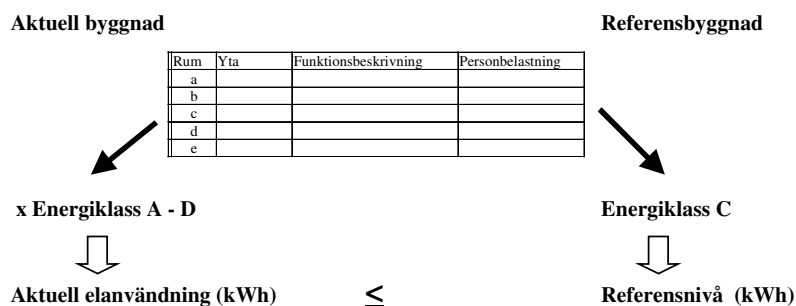 Aktuell byggnad Referensbyggnad
Rum Yta Funktionsbeskrivning Personbelastning
a
b
c
d
e
x Energiklass A - D Energiklass C
Aktuell elanvändning (kWh) ≤ Referensnivå (kWh)